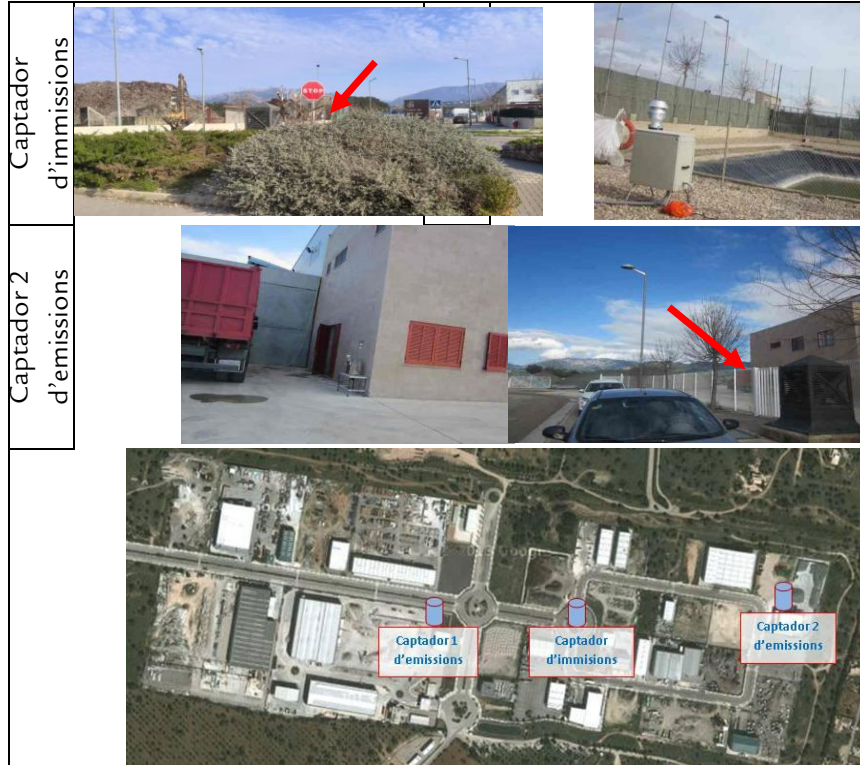 Captador
d'immissions
STOP
Captador 2
d'emissions
Captador 1
d'emissions
Captador
d'immisions
Captador 2
d'emissions